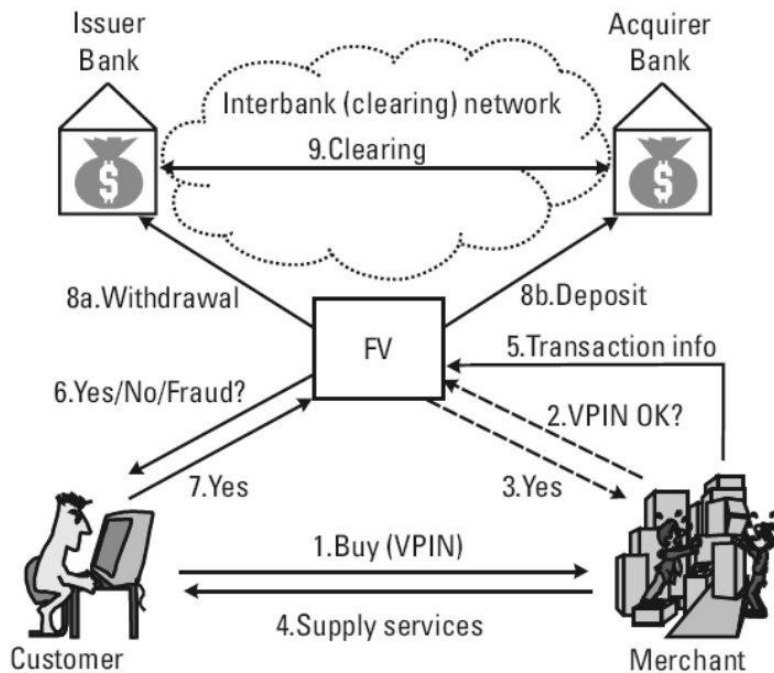 Issuer
Bank
Acquirer
Bank
Interbank (clearing) network
9.Clearing
$
$
8a.Withdrawal
8b.Deposit
FV
5.Transaction info
6.Yes/No/Fraud?
2.VPIN OK?
7.Yes
3.Yes
1.Buy (VPIN)
4.Supply services
Customer
Merchant